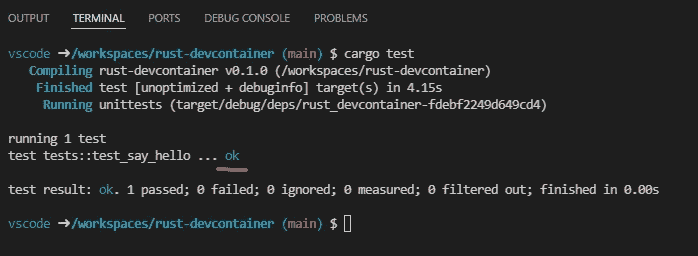 OUTPUT TERMINAL PORTS DEBUG CONSOLE PROBLEMS
vscode ➜/workspaces/rust-devcontainer (main) $ cargo test
Compiling rust-devcontainer v0.1.0 (/workspaces/rust-devcontainer)
Finished test [unoptimized + debuginfo] target(s) in 4.15s
Running unittests (target/debug/deps/rust_devcontainer-fdebf2249d649cd4)
running 1 test
test tests::test_say_hello ... ok
test result: ok. 1 passed; 0 failed; 0 ignored; 0 measured; 0 filtered out; finished in 0.00s
vscode ➜/workspaces/rust-devcontainer (main) $